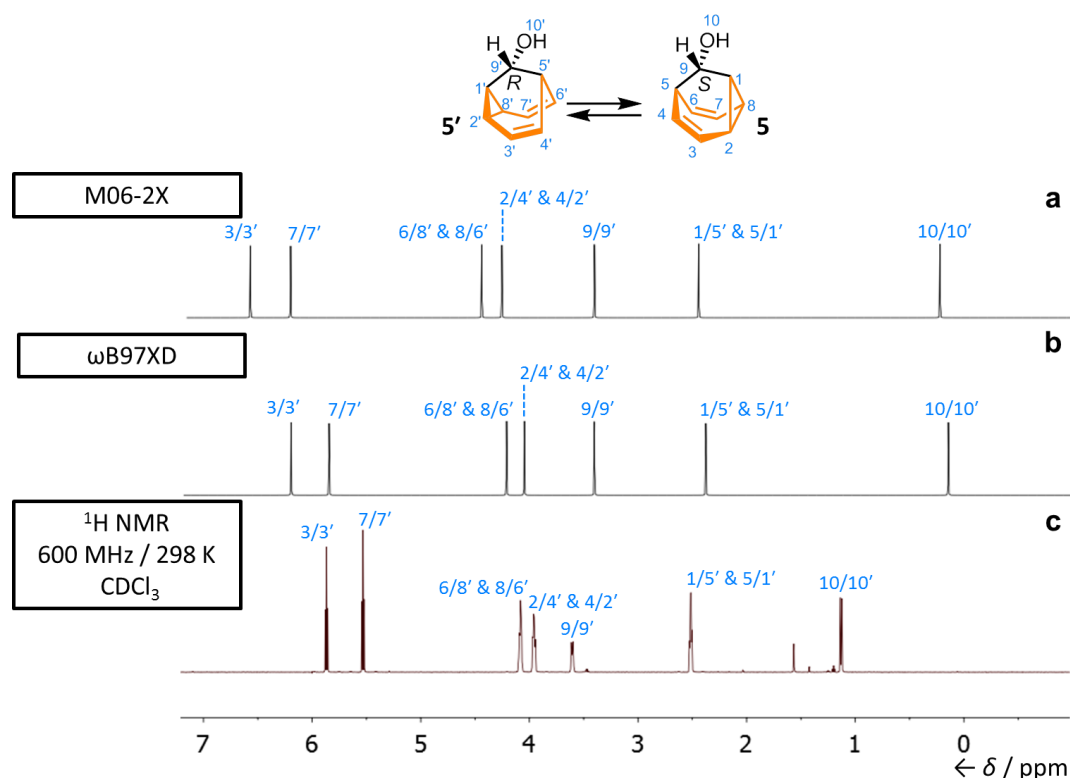 10' 10
H OH H OH
9' 5' 9 1
R S
1' 6' 5 6 7 8
8' 7' 4
5' 2' 5
3' 4' 3 2
M06-2X a
2/4′ & 4/2′
3/3′ 7/7′ 6/8′ & 8/6′ 9/9′ 1/5′ & 5/1′ 10/10′
ωB97XD b
2/4′ & 4/2′
3/3′ 7/7′ 6/8′ & 8/6′ 9/9′ 1/5′ & 5/1′ 10/10′
¹H NMR c
600 MHz / 298 K
CDCl₃
7/7′
3/3′
6/8′ & 8/6′ 1/5′ & 5/1′ 10/10′
2/4′ & 4/2′
9/9′
7 6 5 4 3 2 1 0
← δ / ppm